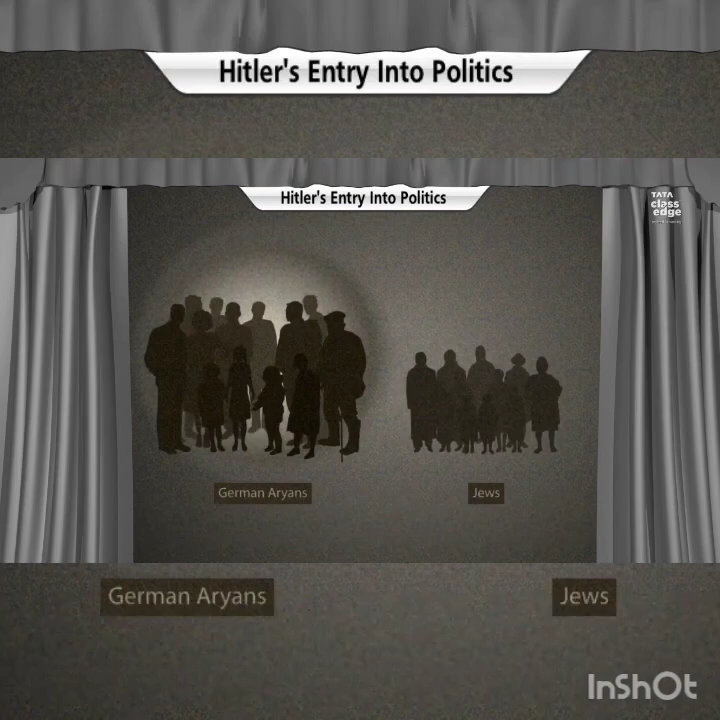 Hitler's Entry Into Politics
Hitler's Entry Into Politics
TATA
class
edge
German Aryans
Jews
German Aryans
Jews
InShOt